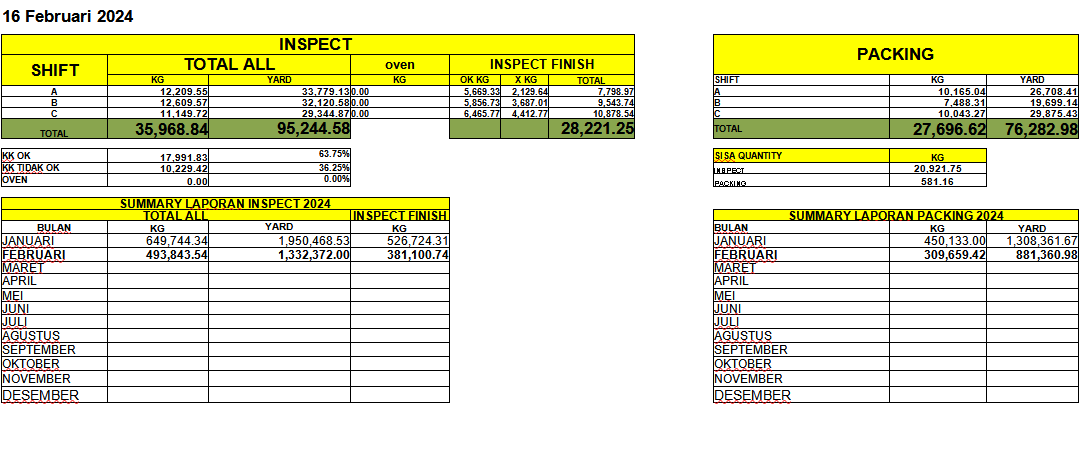 16 Februari 2024
INSPECT
SHIFT TOTAL ALL oven INSPECT FINISH
KG YARD KG OK KG X KG TOTAL
A 12,209.55 33,779.13 0.00 5,669.33 2,129.64 7,798.97
B 12,609.57 32,120.58 0.00 5,856.73 3,687.01 9,543.74
C 11,149.72 29,344.87 0.00 6,465.77 4,412.77 10,878.54
TOTAL 35,968.84 95,244.58 28,221.25
KK OK 17,991.83 63.75%
KK TIDAK OK 10,229.42 36.25%
OVEN 0.00 0.00%
SUMMARY LAPORAN INSPECT 2024
TOTAL ALL INSPECT FINISH
BULAN KG YARD KG
JANUARI 649,744.34 1,950,468.53 526,724.31
FEBRUARI 493,843.54 1,332,372.00 381,100.74
MARET
APRIL
MEI
JUNI
JULI
AGUSTUS
SEPTEMBER
OKTOBER
NOVEMBER
DESEMBER
PACKING
SHIFT KG YARD
A 10,165.04 26,708.41
B 7,488.31 19,699.14
C 10,043.27 29,875.43
TOTAL 27,696.62 76,282.98
SISA QUANTITY KG
INSPECT 20,921.75
PACKING 581.16
SUMMARY LAPORAN PACKING 2024
BULAN KG YARD
JANUARI 450,133.00 1,308,361.67
FEBRUARI 309,659.42 881,360.98
MARET
APRIL
MEI
JUNI
JULI
AGUSTUS
SEPTEMBER
OKTOBER
NOVEMBER
DESEMBER